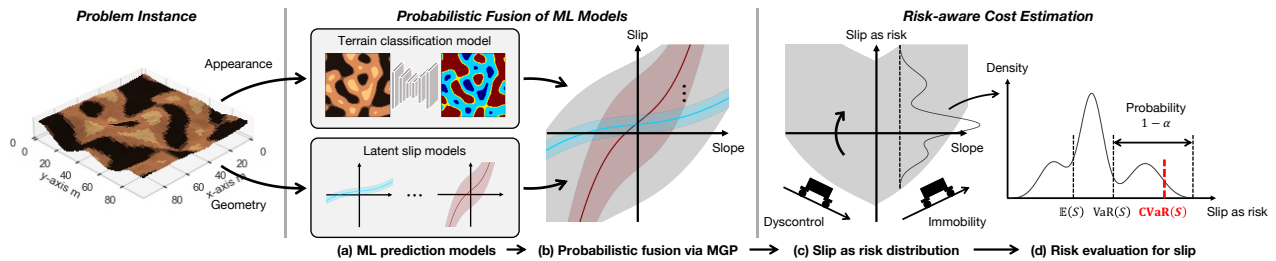 Problem Instance
Probabilistic Fusion of ML Models
Risk-aware Cost Estimation
Appearance
Geometry
0
0
20
40
60
80
y-axis m
0
20
40
60
80
x-axis m
Terrain classification model
Latent slip models
Slip
Slope
Slip as risk
Slope
Dyscontrol
Immobility
Density
Probability
1 − α
𝔼(S)
VaR(S)
CVaR(S)
Slip as risk
(a) ML prediction models
(b) Probabilistic fusion via MGP
(c) Slip as risk distribution
(d) Risk evaluation for slip